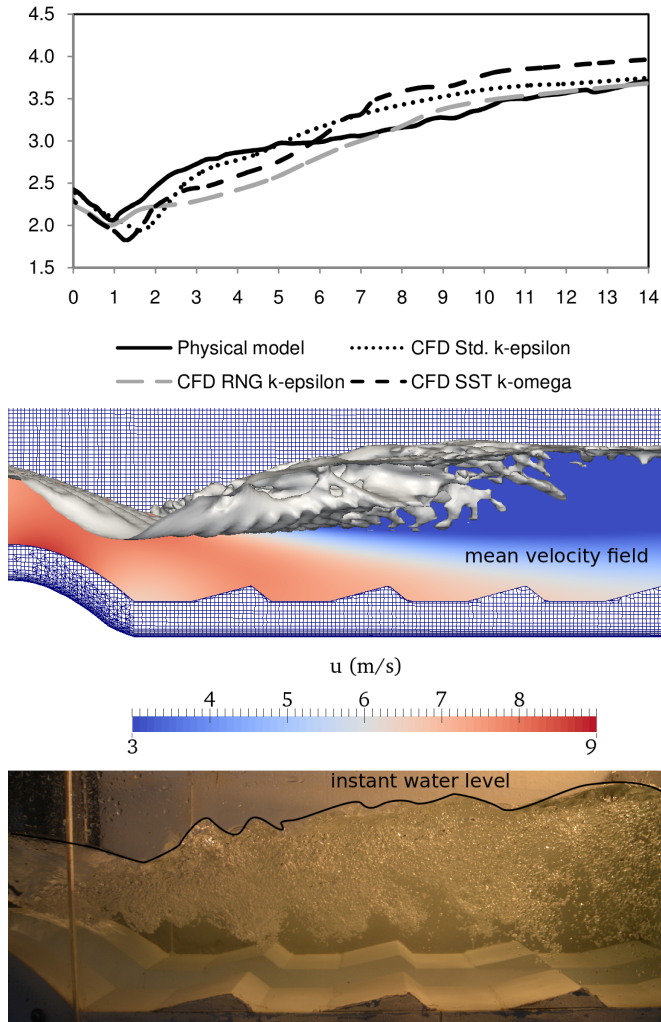 4.5
4.0
3.5
3.0
2.5
2.0
1.5
0 1 2 3 4 5 6 7 8 9 10 11 12 13 14
Physical model CFD Std. k-epsilon
CFD RNG k-epsilon CFD SST k-omega
mean velocity field
u (m/s)
4 5 6 7 8
3 9
instant water level